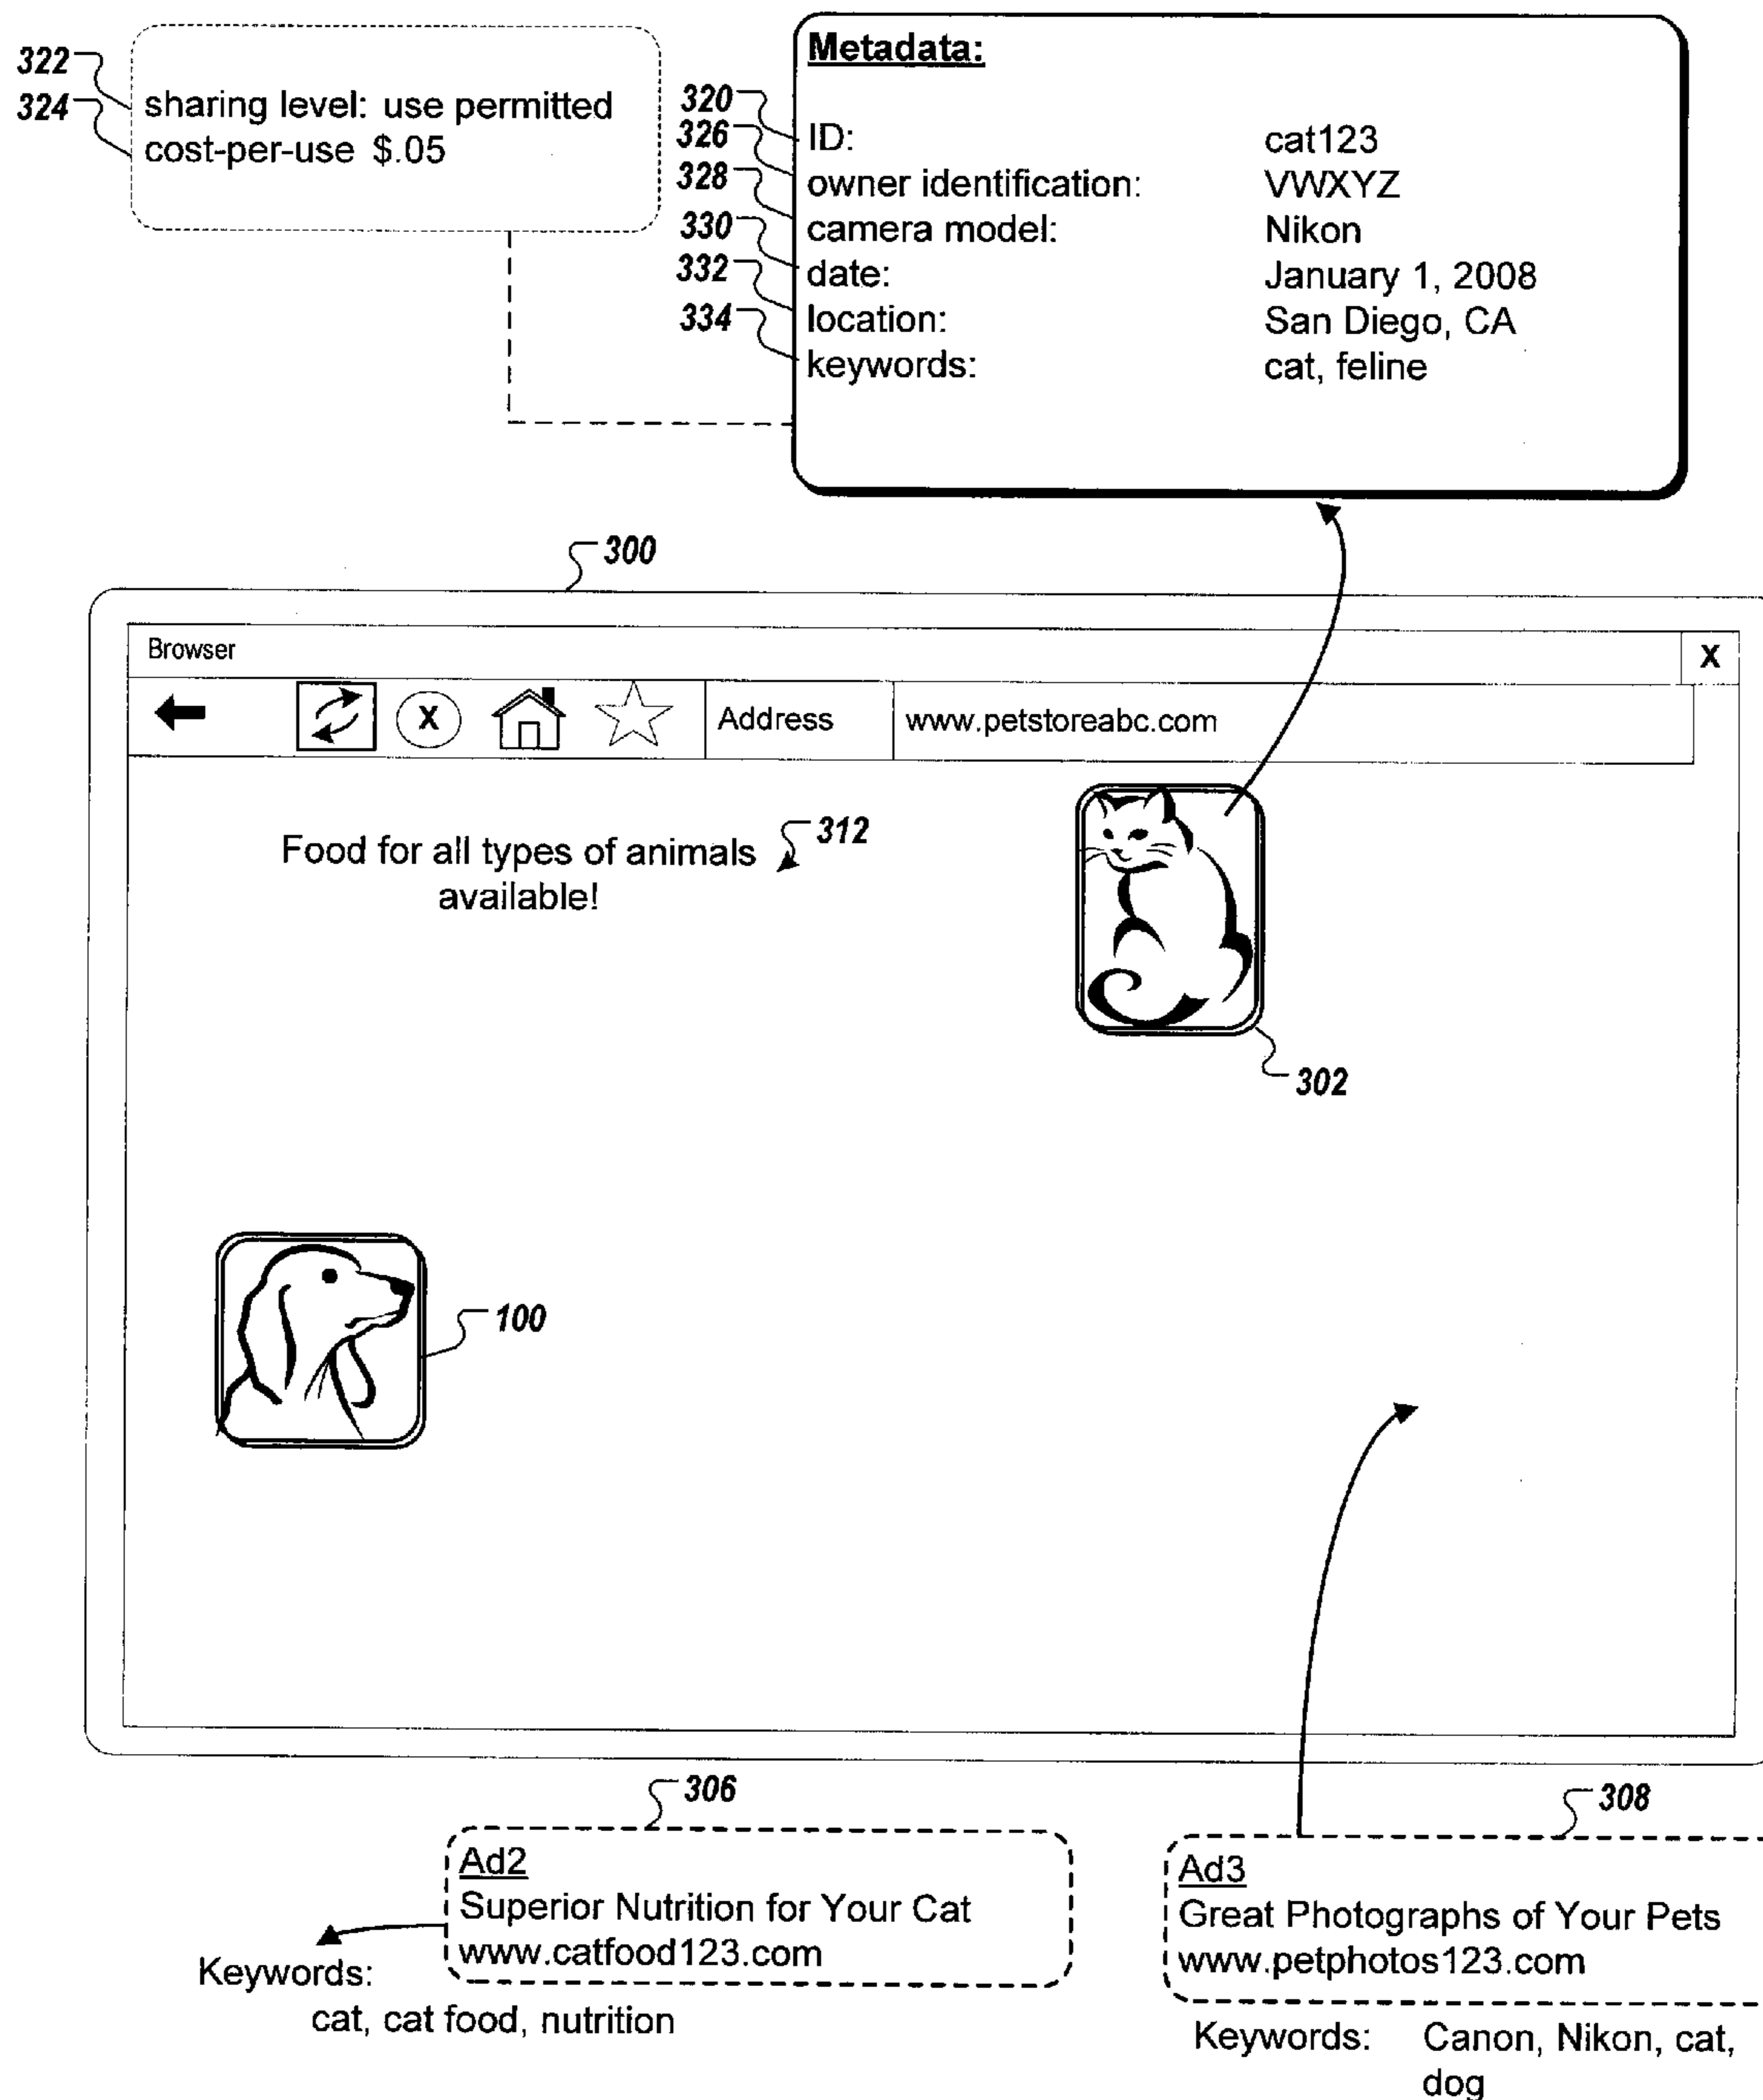 322
324
sharing level: use permitted
cost-per-use $.05
Metadata:
320
326
328
330
332
334
ID: cat123
owner identification: VWXYZ
camera model: Nikon
date: January 1, 2008
location: San Diego, CA
keywords: cat, feline
300
Browser X
X Address www.petstoreabc.com
Food for all types of animals
available!
312
302
100
306
Ad2
Superior Nutrition for Your Cat
www.catfood123.com
Keywords:
cat, cat food, nutrition
308
Ad3
Great Photographs of Your Pets
www.petphotos123.com
Keywords: Canon, Nikon, cat,
dog